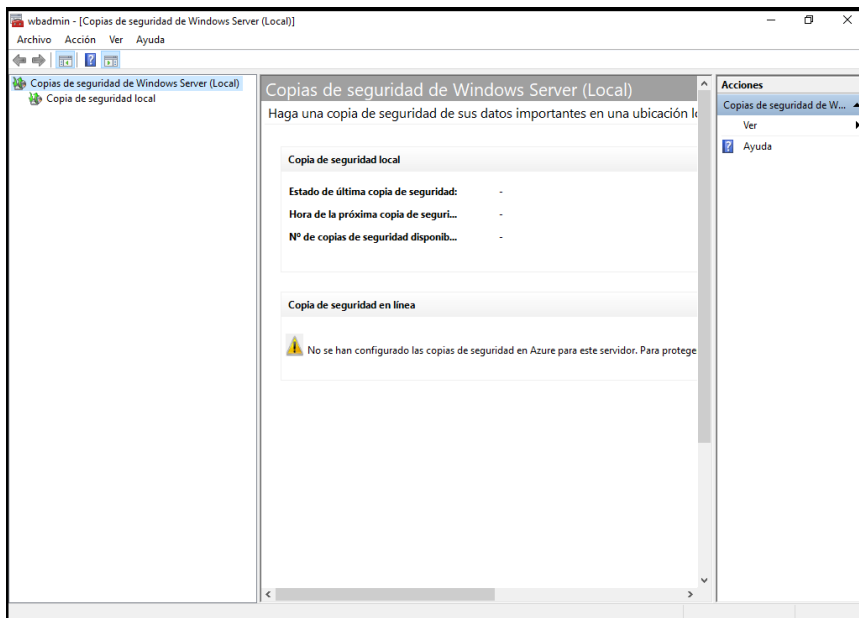 wbadmin - [Copias de seguridad de Windows Server (Local)]
Archivo Acción Ver Ayuda
Copias de seguridad de Windows Server (Local)
Copia de seguridad local
Copias de seguridad de Windows Server (Local)
Haga una copia de seguridad de sus datos importantes en una ubicación lo
Copia de seguridad local
Estado de última copia de seguridad: -
Hora de la próxima copia de seguri... -
Nº de copias de seguridad disponib... -
Copia de seguridad en línea
No se han configurado las copias de seguridad en Azure para este servidor. Para protege
Acciones
Copias de seguridad de W...
Ver
Ayuda